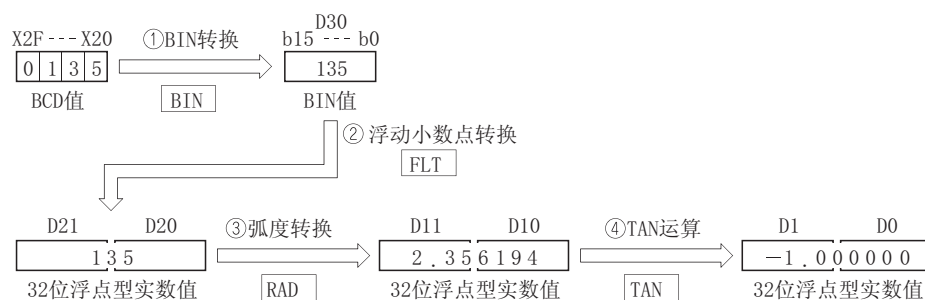 D30
X2F---X20 ①BIN转换 b15---b0
0 1 3 5 135
BCD值 BIN BIN值
②浮动小数点转换
FLT
D21 D20 ③弧度转换 D11 D10 ④TAN运算 D1 D0
135 2.356194 -1.000000
32位浮点型实数值 RAD 32位浮点型实数值 TAN 32位浮点型实数值